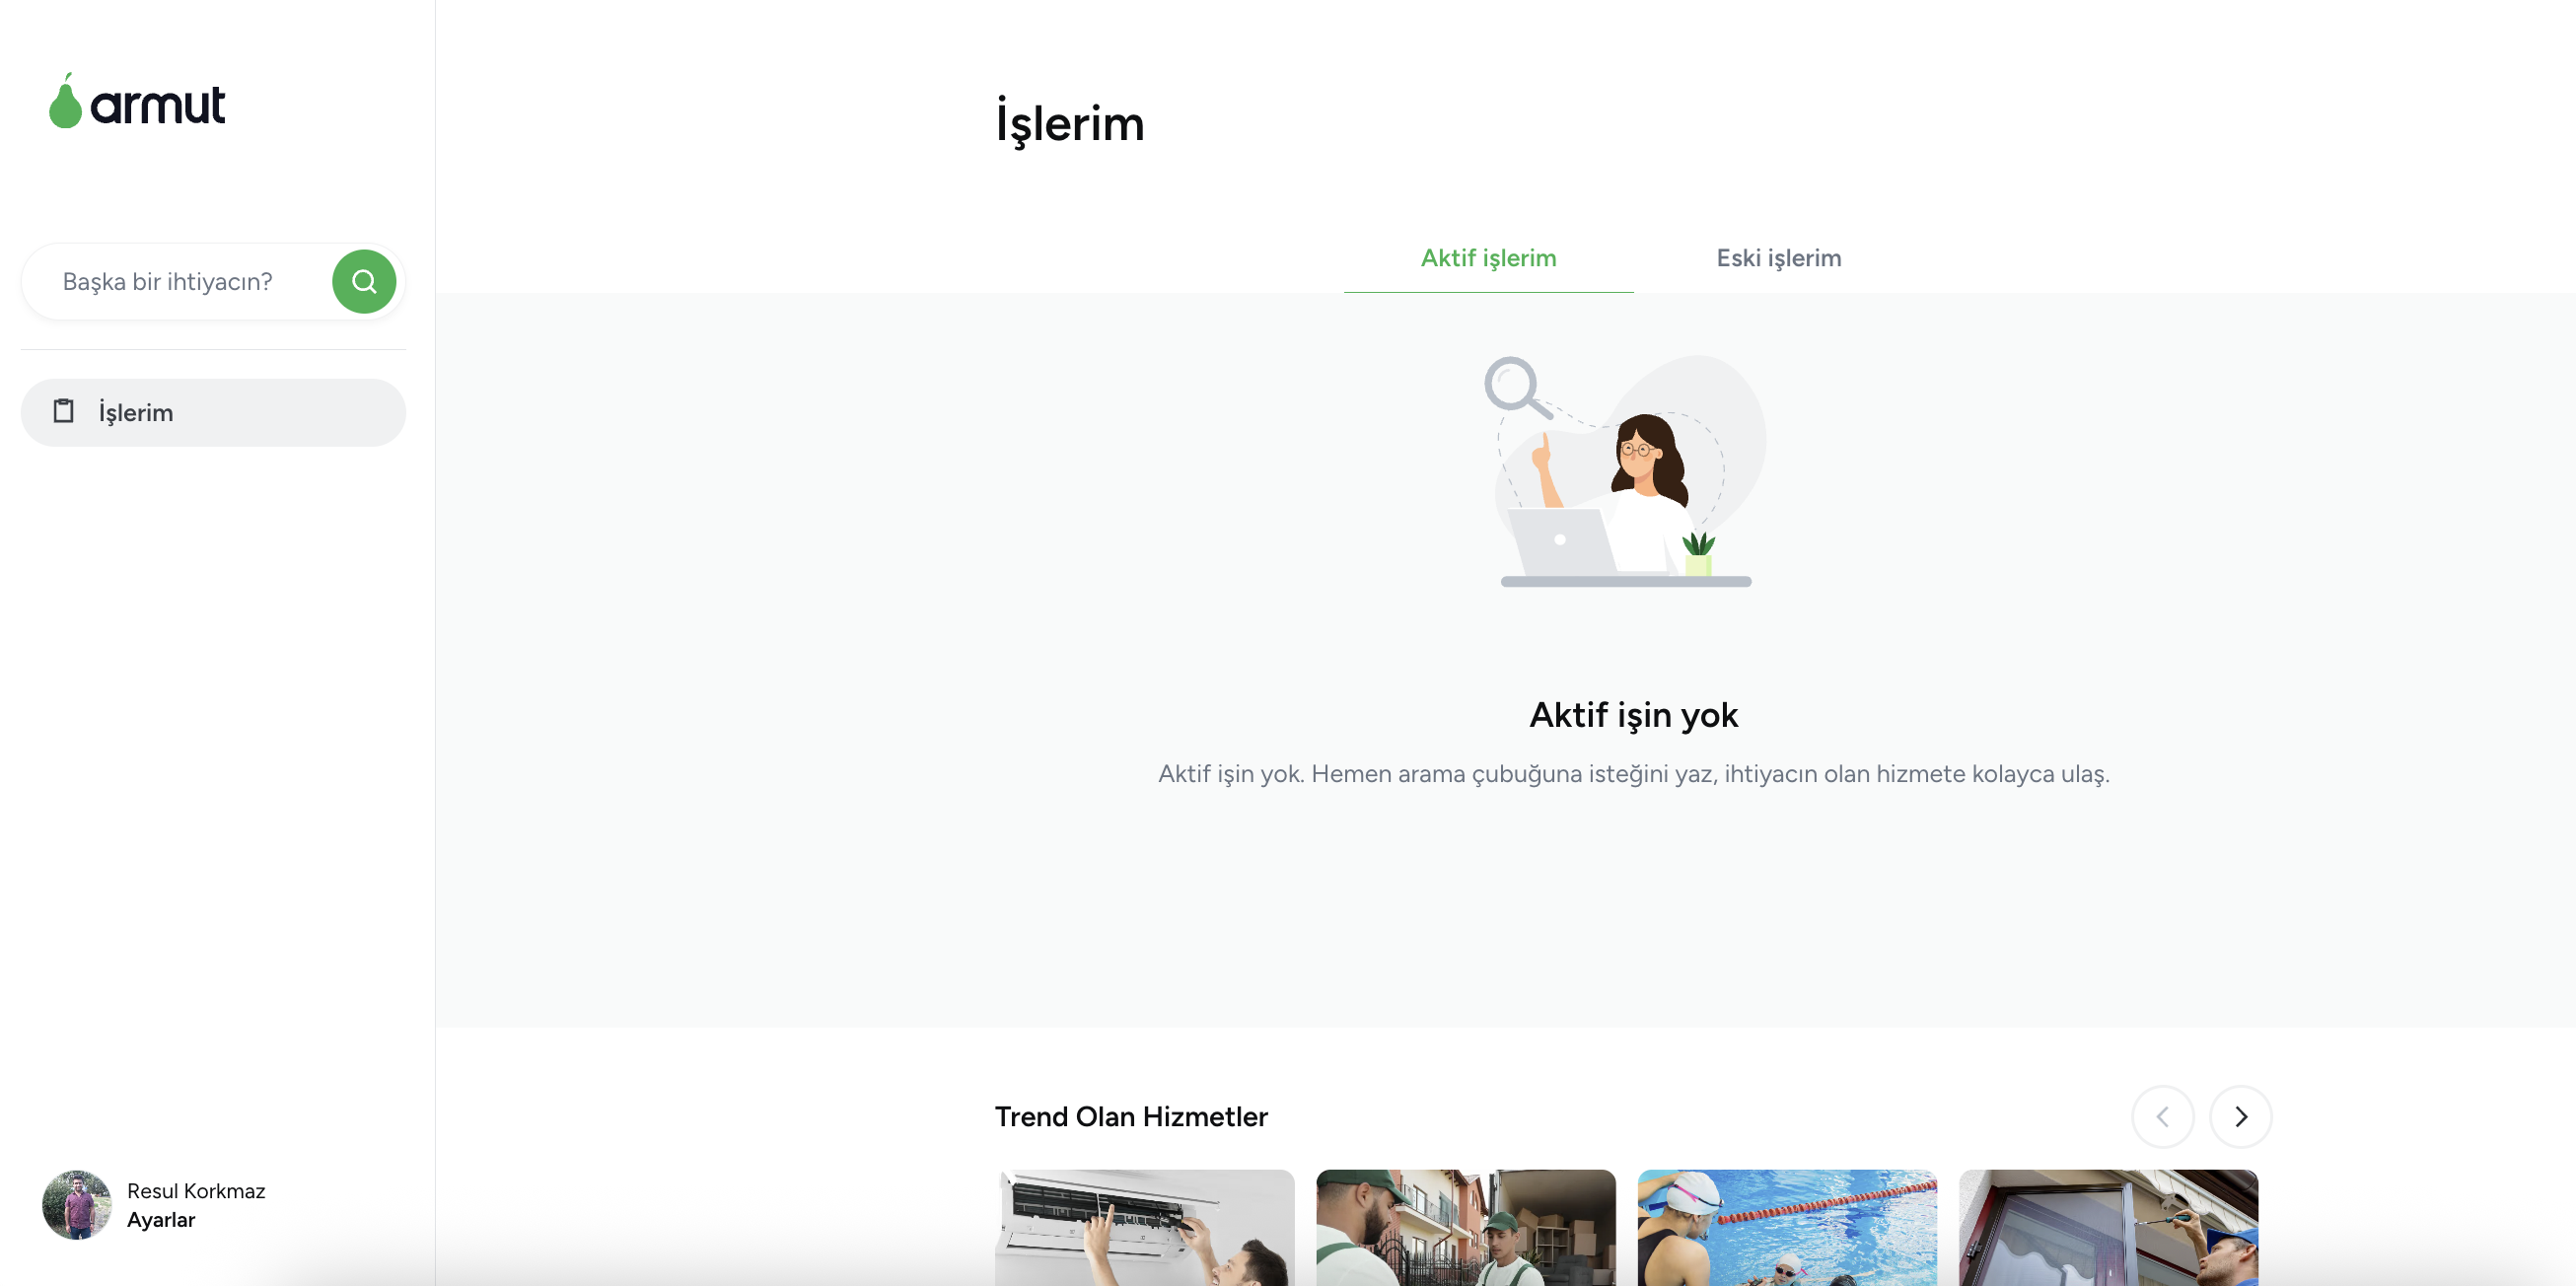 armut
Başka bir ihtiyacın?
İşlerim
Resul Korkmaz
Ayarlar
İşlerim
Aktif işlerim
Eski işlerim
Aktif işin yok
Aktif işin yok. Hemen arama çubuğuna isteğini yaz, ihtiyacın olan hizmete kolayca ulaş.
Trend Olan Hizmetler